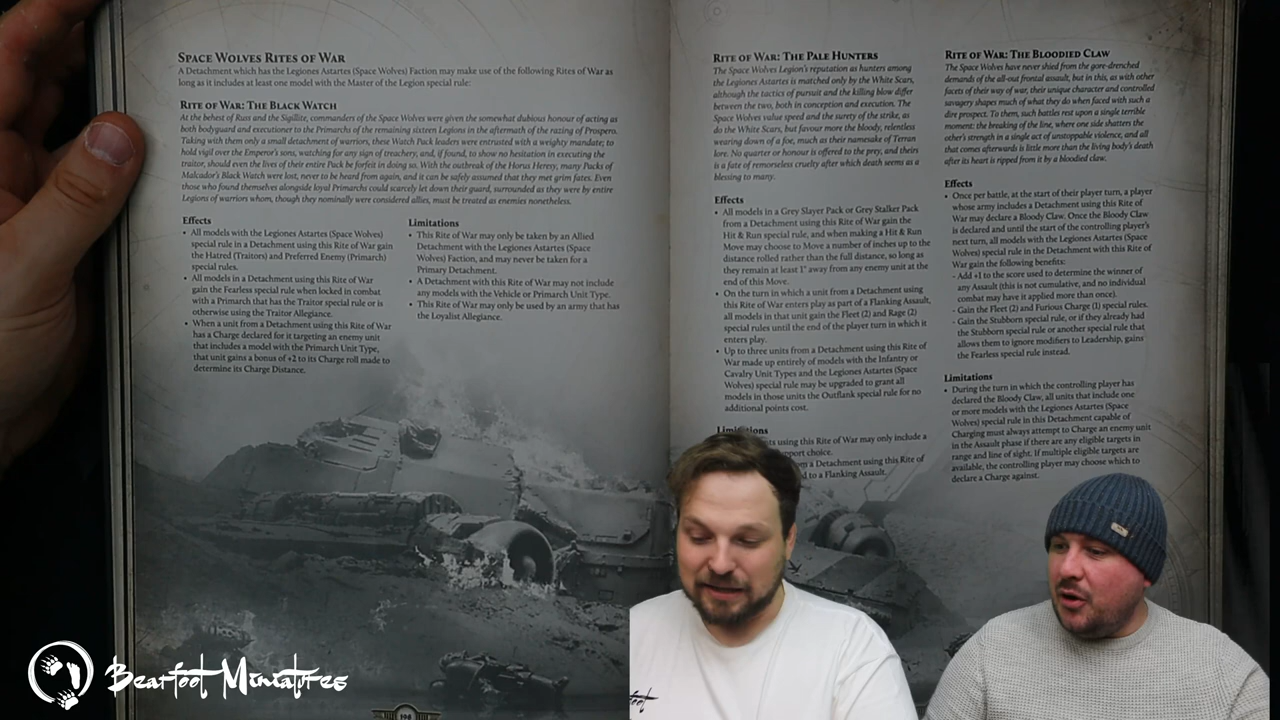 SPACE WOLVES RITES OF WAR
A Detachment which has the Legiones Astartes (Space Wolves) Faction may make use of the following Rites of War as
long as it includes at least one model with the Master of the Legion special rule:
RITE OF WAR: THE BLACK WATCH
At the behest of Russ and the Sigillite, commanders of the Space Wolves were given the somewhat dubious honour of acting as
both bodyguard and executioner to the Primarchs of the remaining sixteen Legions in the aftermath of the razing of Prospero.
Taking with them only a small detachment of warriors, these Watch Pack leaders were entrusted with a weighty mandate; to
hold vigil over the Emperor's sons, watching for any sign of treachery, and, if found, to show no hesitation in executing the
traitor, should even the lives of their entire Pack be forfeit in doing so. With the outbreak of the Horus Heresy, many Packs of
Malcador's Black Watch were lost, never to be heard from again, and it can be safely assumed that they met grim fates. Even
those who found themselves alongside loyal Primarchs could scarcely let down their guard, surrounded as they were by entire
Legions of warriors whom, though they nominally were considered allies, must be treated as enemies nonetheless.
Effects
• All models with the Legiones Astartes (Space Wolves)
special rule in a Detachment using this Rite of War gain
the Hatred (Traitors) and Preferred Enemy (Primarch)
special rules.
• All models in a Detachment using this Rite of War
gain the Fearless special rule when locked in combat
with a Primarch that has the Traitor special rule or is
otherwise using the Traitor Allegiance.
• When a unit from a Detachment using this Rite of War
has a Charge declared for it targeting an enemy unit
that includes a model with the Primarch Unit Type,
that unit gains a bonus of +2 to its Charge roll made to
determine its Charge Distance.
Limitations
• This Rite of War may only be taken by an Allied
Detachment with the Legiones Astartes (Space
Wolves) Faction, and may never be taken for a
Primary Detachment.
• A Detachment with this Rite of War may not include
any models with the Vehicle or Primarch Unit Type.
• This Rite of War may only be used by an army that has
the Loyalist Allegiance.
RITE OF WAR: THE PALE HUNTERS
The Space Wolves Legion's reputation as hunters among
the Legiones Astartes is matched only by the White Scars,
although the tactics of pursuit and the killing blow differ
between the two, both in conception and execution. The
Space Wolves value speed and the surety of the strike, as
do the White Scars, but favour more the bloody, relentless
wearing down of a foe, much as their namesake of Terran
lore. No quarter or honour is offered to the prey, and theirs
is a fate of remorseless cruelty after which death seems as a
blessing to many.
Effects
• All models in a Grey Slayer Pack or Grey Stalker Pack
from a Detachment using this Rite of War gain the
Hit & Run special rule, and when making a Hit & Run
Move may choose to Move a number of inches up to the
distance rolled rather than the full distance, so long as
they remain at least 1" away from any enemy unit at the
end of this Move.
• On the turn in which a unit from a Detachment using
this Rite of War enters play as part of a Flanking Assault,
all models in that unit gain the Fleet (2) and Rage (2)
special rules until the end of the player turn in which it
enters play.
• Up to three units from a Detachment using this Rite of
War made up entirely of models with the Infantry or
Cavalry Unit Types and the Legiones Astartes (Space
Wolves) special rule may be upgraded to grant all
models in those units the Outflank special rule for no
additional points cost.
using this Rite of War may only include a
choice.
a Detachment using this Rite of
to a Flanking Assault.
RITE OF WAR: THE BLOODIED CLAW
The Space Wolves have never shied from the gore-drenched
demands of the all-out frontal assault, but in this, as with other
facets of their way of war, their unique character and controlled
savagery shapes much of what they do when faced with such a
dire prospect. To them, such battles rest upon a single terrible
moment: the breaking of the line, where one side shatters the
other's strength in a single act of unstoppable violence, and all
that comes afterwards is little more than the living body's death
after its heart is ripped from it by a bloodied claw.
Effects
• Once per battle, at the start of their player turn, a player
whose army includes a Detachment using this Rite of
War may declare a Bloody Claw. Once the Bloody Claw
is declared and until the start of the controlling player's
next turn, all models with the Legiones Astartes (Space
Wolves) special rule in the Detachment with this Rite of
War gain the following benefits:
- Add +1 to the score used to determine the winner of
any Assault (this is not cumulative, and no individual
combat may have it applied more than once).
- Gain the Fleet (2) and Furious Charge (1) special rules.
- Gain the Stubborn special rule, or if they already had
the Stubborn special rule or another special rule that
allows them to ignore modifiers to Leadership, gains
the Fearless special rule instead.
Limitations
• During the turn in which the controlling player has
declared the Bloody Claw, all units that include one
or more models with the Legiones Astartes (Space
Wolves) special rule in this Detachment capable of
Charging must always attempt to Charge an enemy unit
in the Assault phase if there are any eligible targets in
range and line of sight. If multiple eligible targets are
available, the controlling player may choose which to
declare a Charge against.
Bearfoot Miniatures